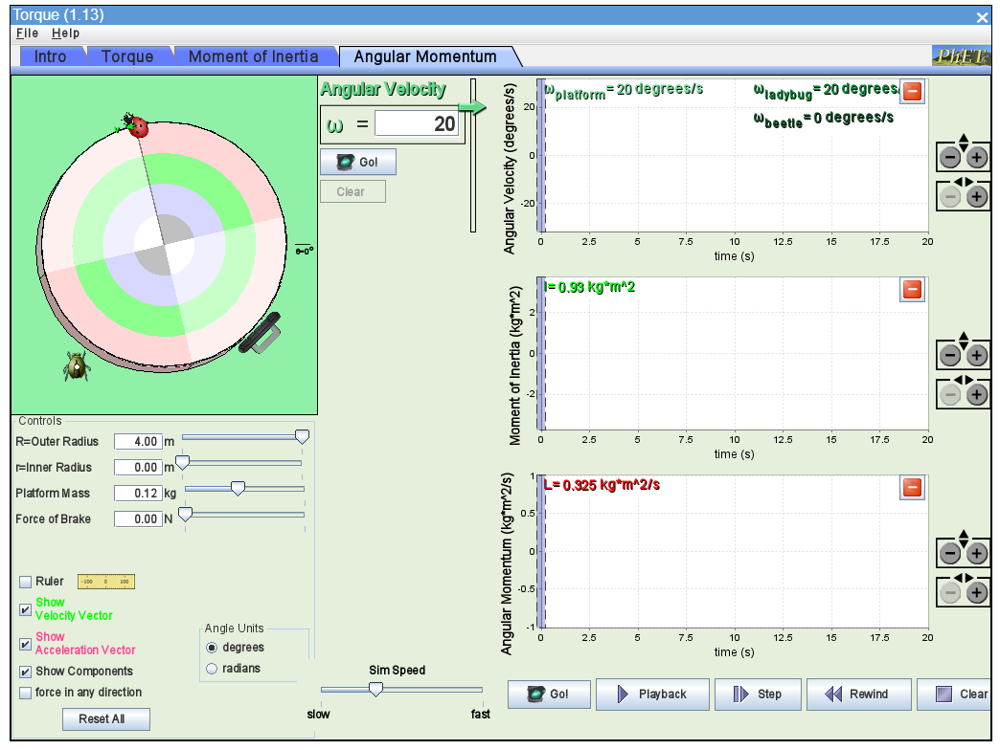 Torque (1.13)
File Help
Intro Torque Moment of Inertia Angular Momentum
PhET
Angular Velocity
ω = 20
Go!
Clear
0°
Controls
R=Outer Radius 4.00 m
r=Inner Radius 0.00 m
Platform Mass 0.12 kg
Force of Brake 0.00 N
Ruler -100 0 100
Show
Velocity Vector
Show
Acceleration Vector
Show Components
force in any direction
Reset All
Angle Units
degrees
radians
Sim Speed
slow fast
ω platform = 20 degrees/s ω ladybug = 20 degrees/
ω beetle = 0 degrees/s
Angular Velocity (degrees/s)
20
0
-20
0 2.5 5 7.5 10 12.5 15 17.5 20
time (s)
I= 0.93 kg*m^2
Moment of Inertia (kg*m^2)
2
0
-2
0 2.5 5 7.5 10 12.5 15 17.5 20
time (s)
L= 0.325 kg*m^2/s
Angular Momentum (kg*m^2/s)
1
0.5
0
-0.5
-1
0 2.5 5 7.5 10 12.5 15 17.5 20
time (s)
Go! Playback Step Rewind Clear